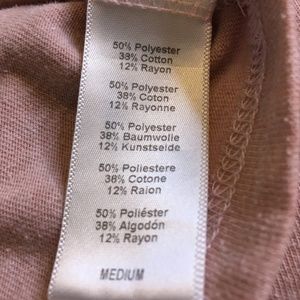 50% Polyester
38% Cotton
12% Rayon
50% Polyester
38% Coton
12% Rayonne
50% Polyester
38% Baumwolle
12% Kunstseide
50% Poliestere
38% Cotone
12% Raion
50% Poliéster
38% Algodón
12% Rayon
MEDIUM